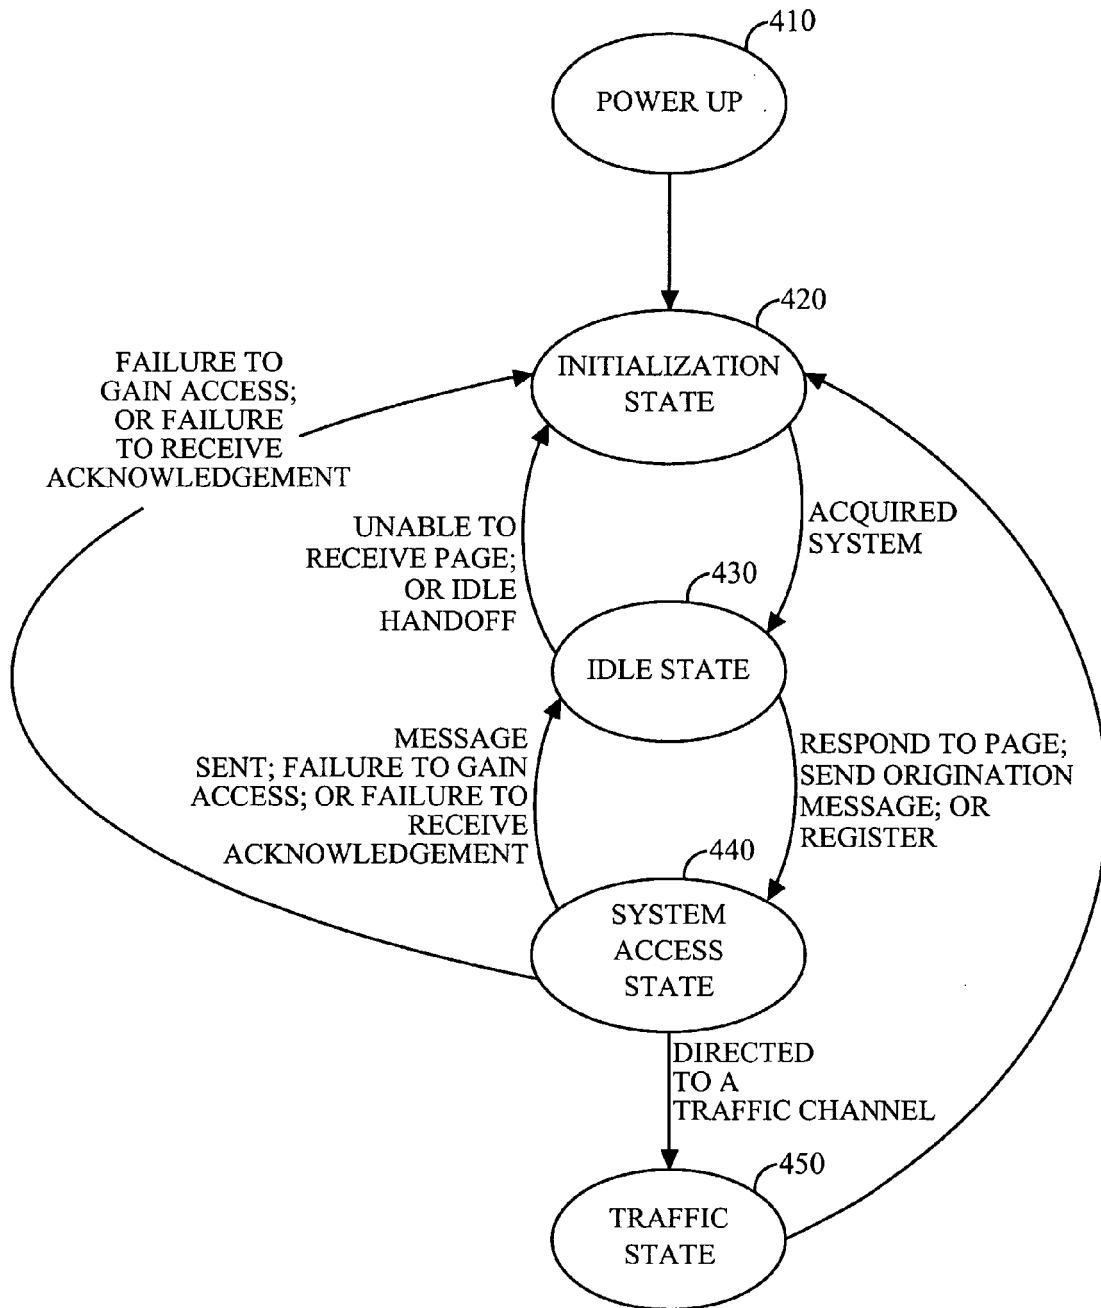 410
POWER UP
420
INITIALIZATION
STATE
FAILURE TO
GAIN ACCESS;
OR FAILURE
TO RECEIVE
ACKNOWLEDGEMENT
UNABLE TO
RECEIVE PAGE;
OR IDLE
HANDOFF
ACQUIRED
SYSTEM
430
IDLE STATE
MESSAGE
SENT; FAILURE TO GAIN
ACCESS; OR FAILURE TO
RECEIVE
ACKNOWLEDGEMENT
RESPOND TO PAGE;
SEND ORIGINATION
MESSAGE; OR
REGISTER
440
SYSTEM
ACCESS
STATE
DIRECTED
TO A
TRAFFIC CHANNEL
450
TRAFFIC
STATE